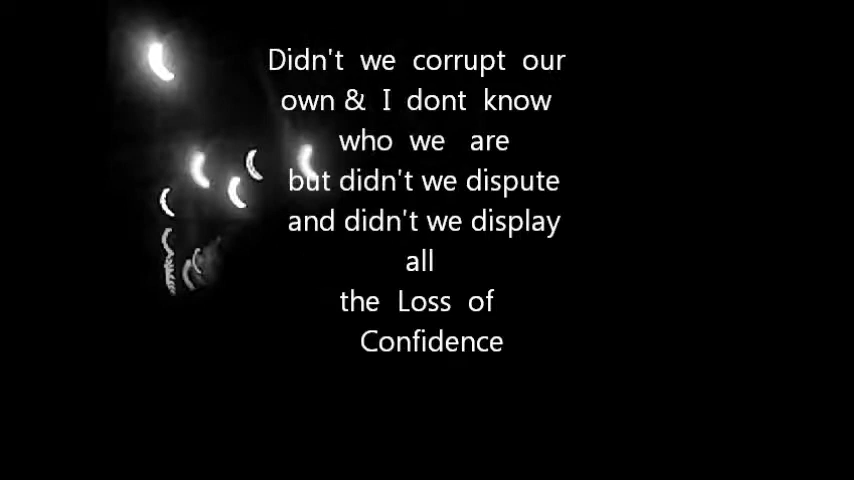 Didn't we corrupt our
own & I dont know
who we are
but didn't we dispute
and didn't we display
all
the Loss of
Confidence